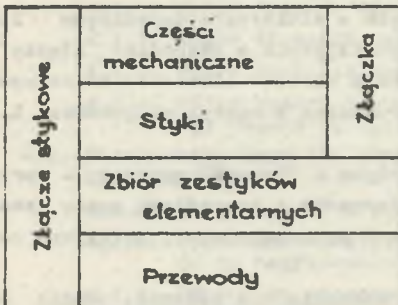 Złącze stykowe
Części
mechaniczne
Styki
Złączka
Zbiór zestyków
elementarnych
Przewody